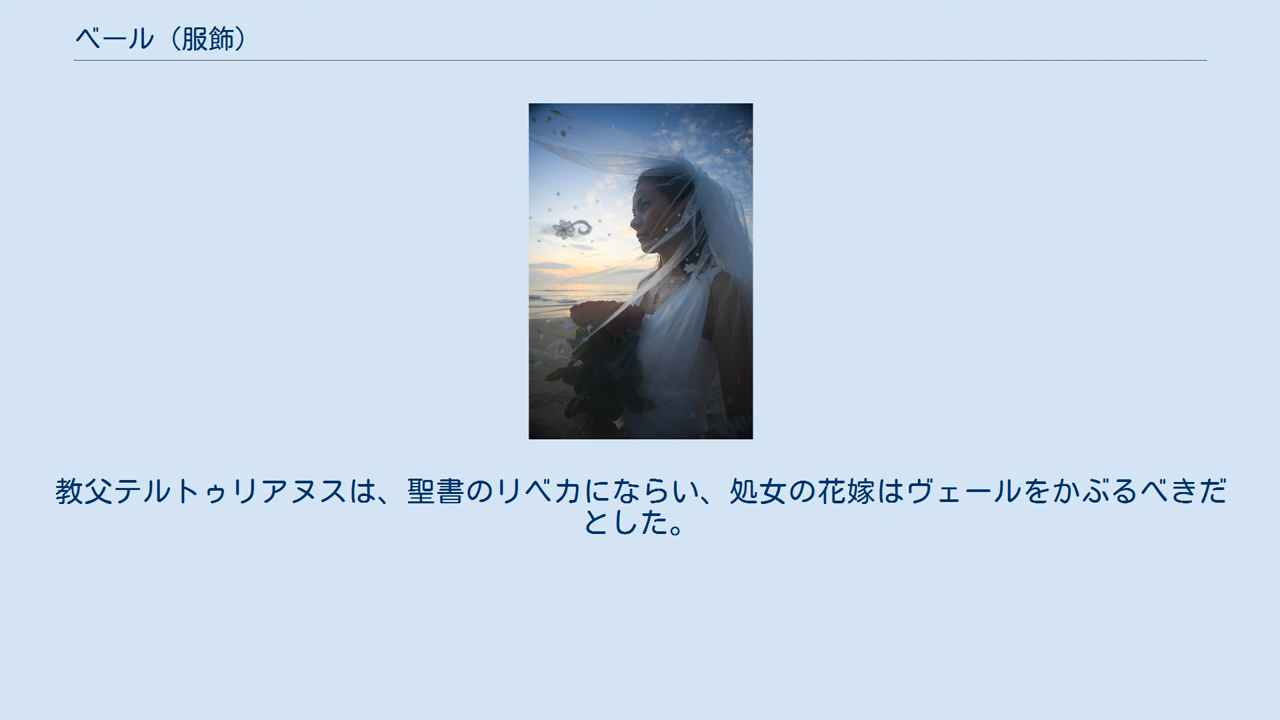 ベール（服飾）
教父テルトゥリアヌスは、聖書のリベカにならい、処女の花嫁はヴェールをかぶるべきだ
とした。